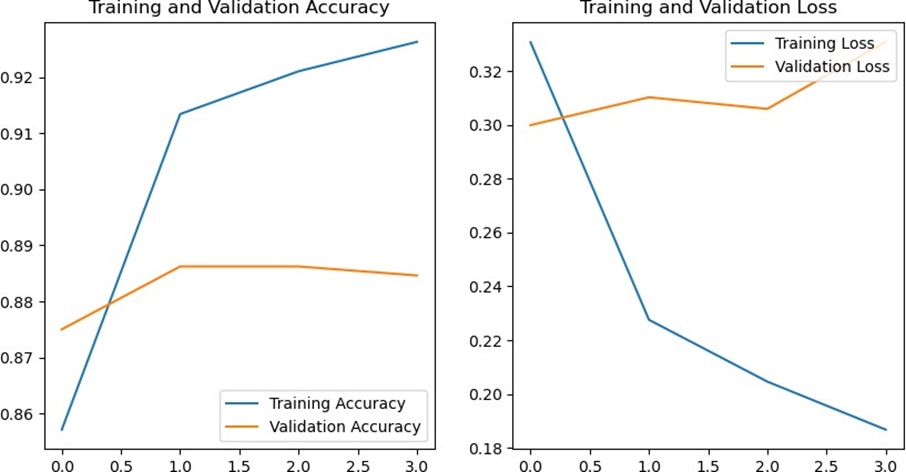 Training and Validation Accuracy
0.92
0.91
0.90
0.89
0.88
0.87
0.86
Training Accuracy
Validation Accuracy
0.0 0.5 1.0 1.5 2.0 2.5 3.0
Training and Validation Loss
Training Loss
Validation Loss
0.32
0.30
0.28
0.26
0.24
0.22
0.20
0.18
0.0 0.5 1.0 1.5 2.0 2.5 3.0